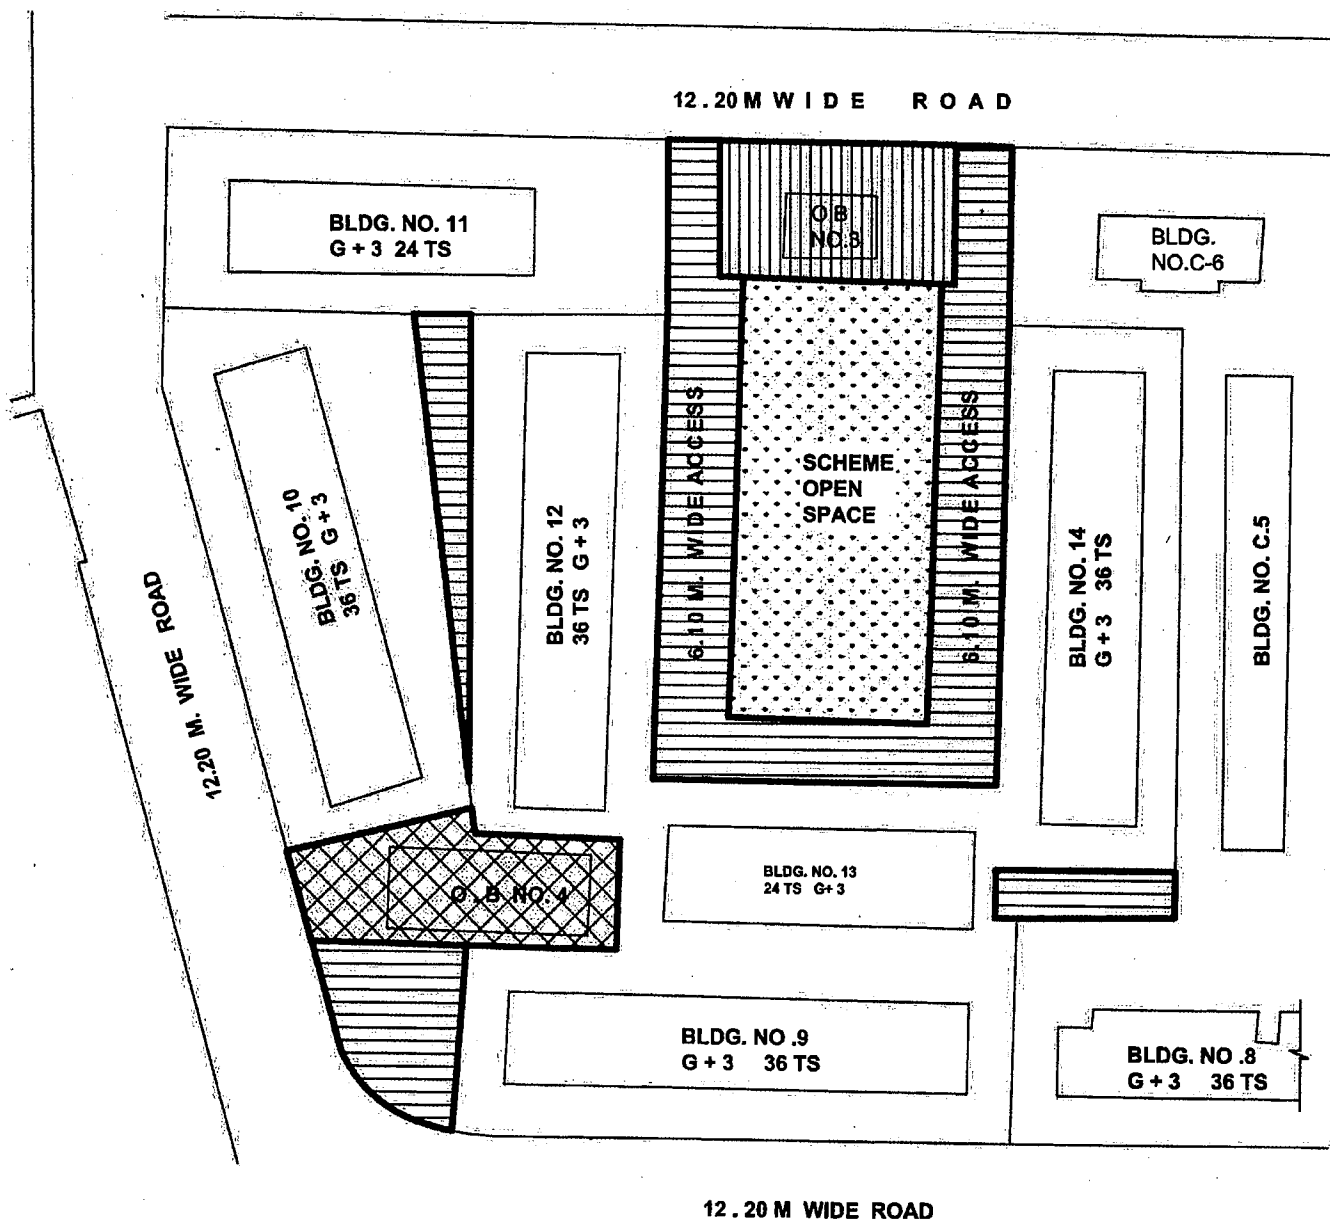 12.20 M WIDE ROAD
BLDG. NO. 11
G + 3 24 TS
O.B
NO.3
BLDG.
NO.C-6
BLDG. NO. 10
36 TS G + 3
BLDG. NO. 12
36 TS G + 3
6.10 M. WIDE ACCESS
SCHEME
OPEN
SPACE
6.10 M. WIDE ACCESS
BLDG. NO. 14
G + 3 36 TS
BLDG. NO. C.5
12.20 M. WIDE ROAD
O.B NO. 4
BLDG. NO. 13
24 TS G+ 3
BLDG. NO .9
G + 3 36 TS
BLDG. NO .8
G + 3 36 TS
12.20 M WIDE ROAD